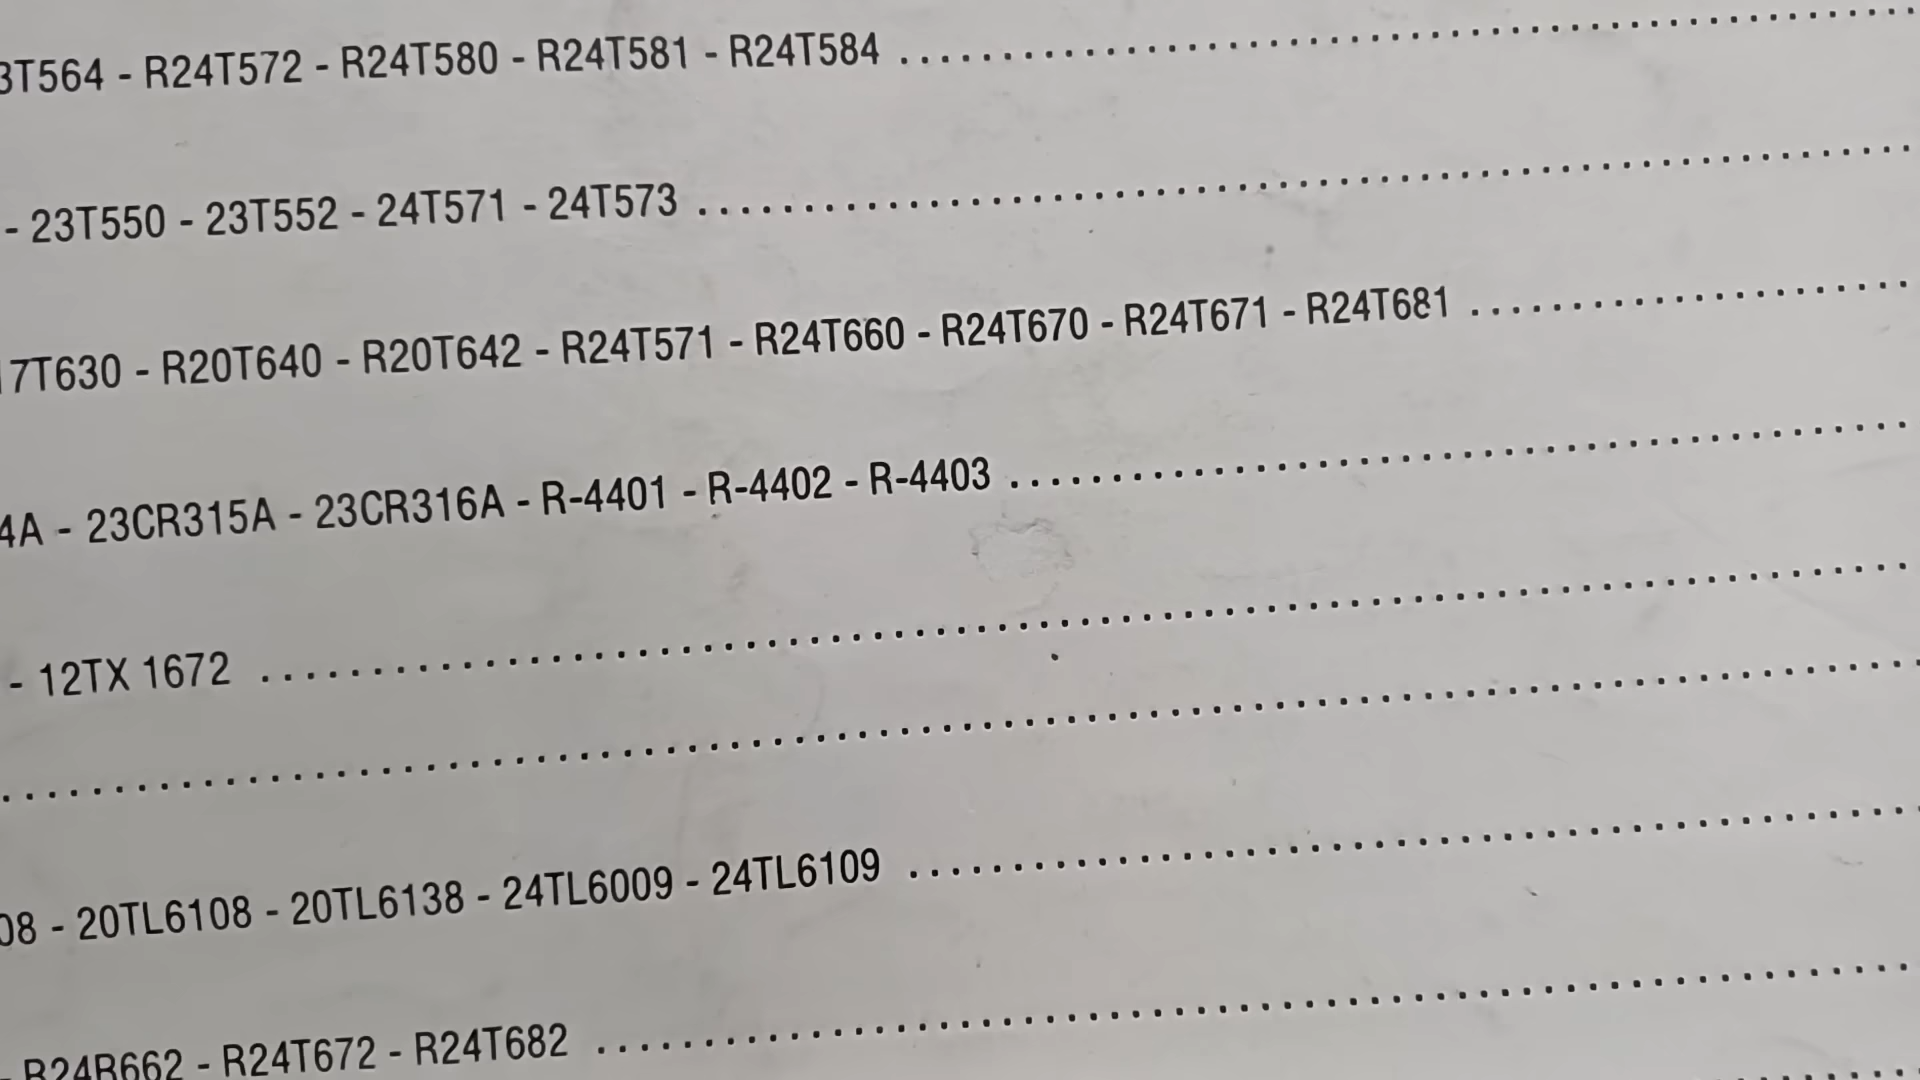 3T564 - R24T572 - R24T580 - R24T581 - R24T584 ........................................
- 23T550 - 23T552 - 24T571 - 24T573 ................................................
7T630 - R20T640 - R20T642 - R24T571 - R24T660 - R24T670 - R24T671 - R24T681 ..................
4A - 23CR315A - 23CR316A - R-4401 - R-4402 - R-4403 ....................................
- 12TX 1672 ..................................................................
............................................................................
08 - 20TL6108 - 20TL6138 - 24TL6009 - 24TL6109 ........................................
- R24R662 - R24T672 - R24T682 ....................................................